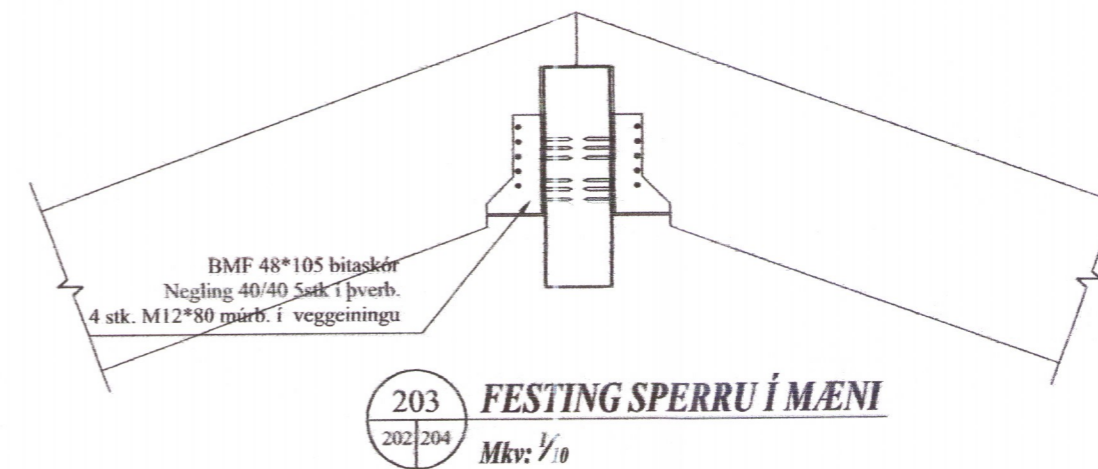 BMF 48*105 bitaskór
Negling 40/40 5stk í þverb.
4 stk. M12*80 múrb. í veggeiningu
203 FESTING SPERRU Í MÆNI
202 204 Mkv: 1/10